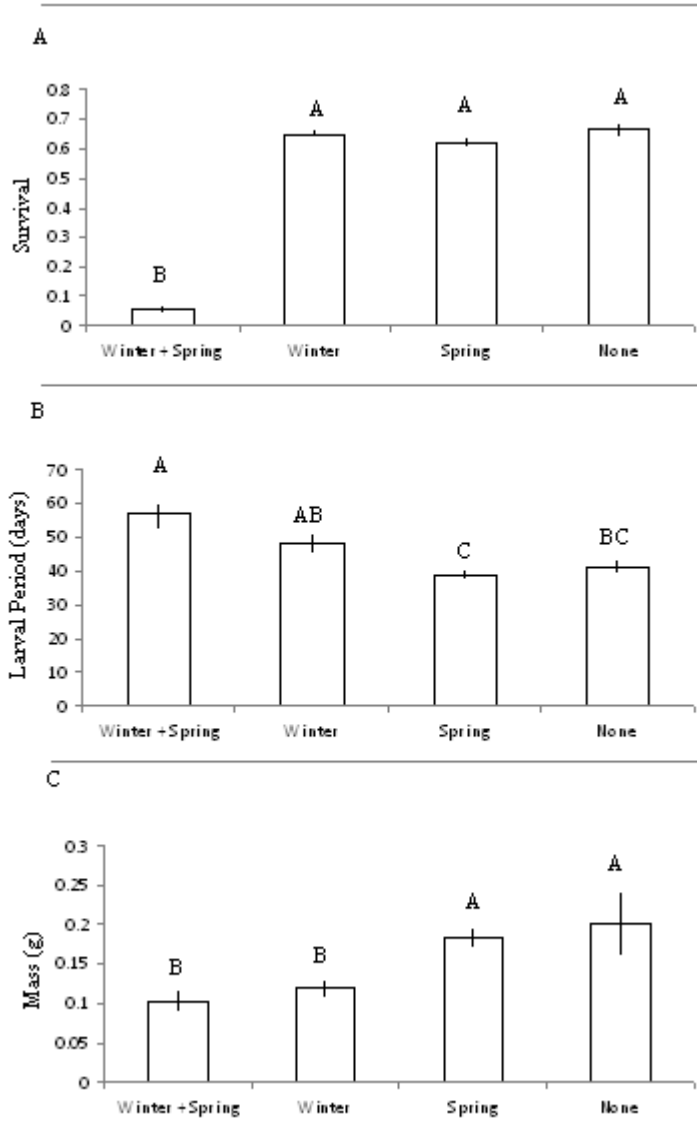 A
0.8
0.7
0.6
0.5
0.4
0.3
0.2
0.1
0
Survival
B
A
A
A
Winter + Spring Winter Spring None
B
70
60
50
40
30
20
10
0
Larval Period (days)
A
AB
C
BC
Winter + Spring Winter Spring None
C
0.3
0.25
0.2
0.15
0.1
0.05
0
Mass (g)
B
B
A
A
Winter + Spring Winter Spring None